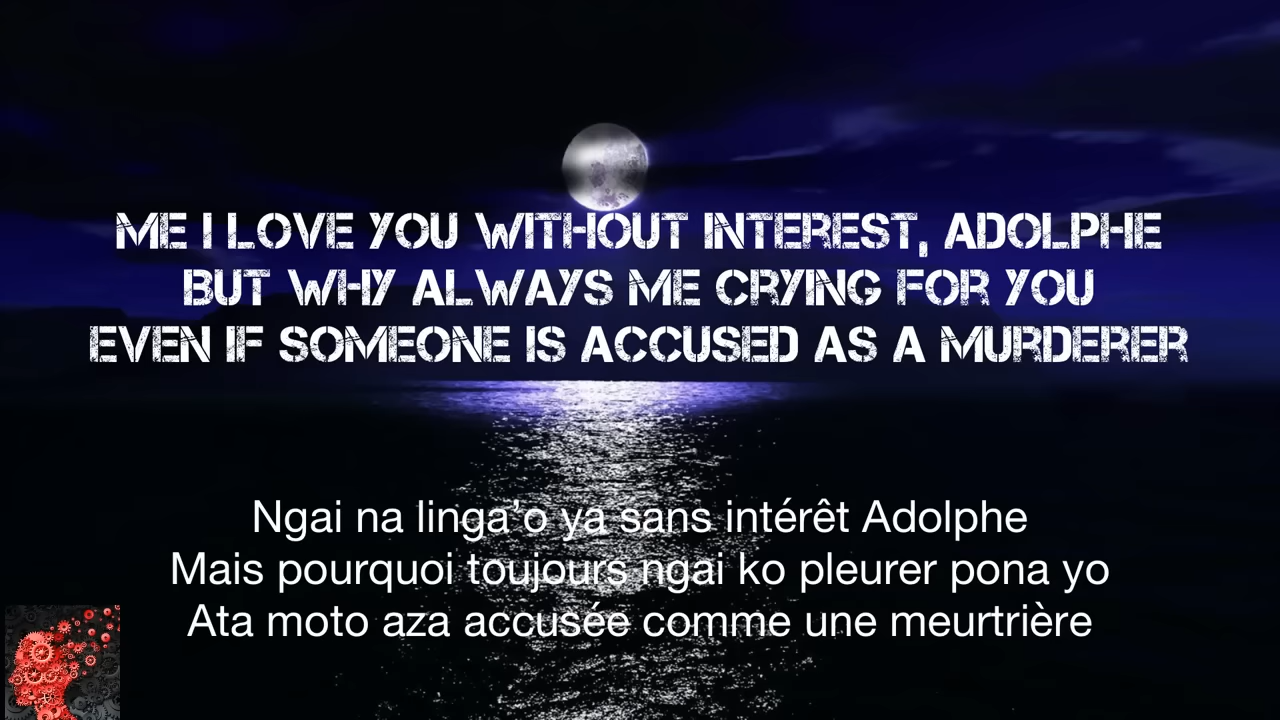 ME I LOVE YOU WITHOUT INTEREST, ADOLPHE
BUT WHY ALWAYS ME CRYING FOR YOU
EVEN IF SOMEONE IS ACCUSED AS A MURDERER
Ngai na linga'o ya sans intérêt Adolphe
Mais pourquoi toujours ngai ko pleurer pona yo
Ata moto aza accusée comme une meurtrière